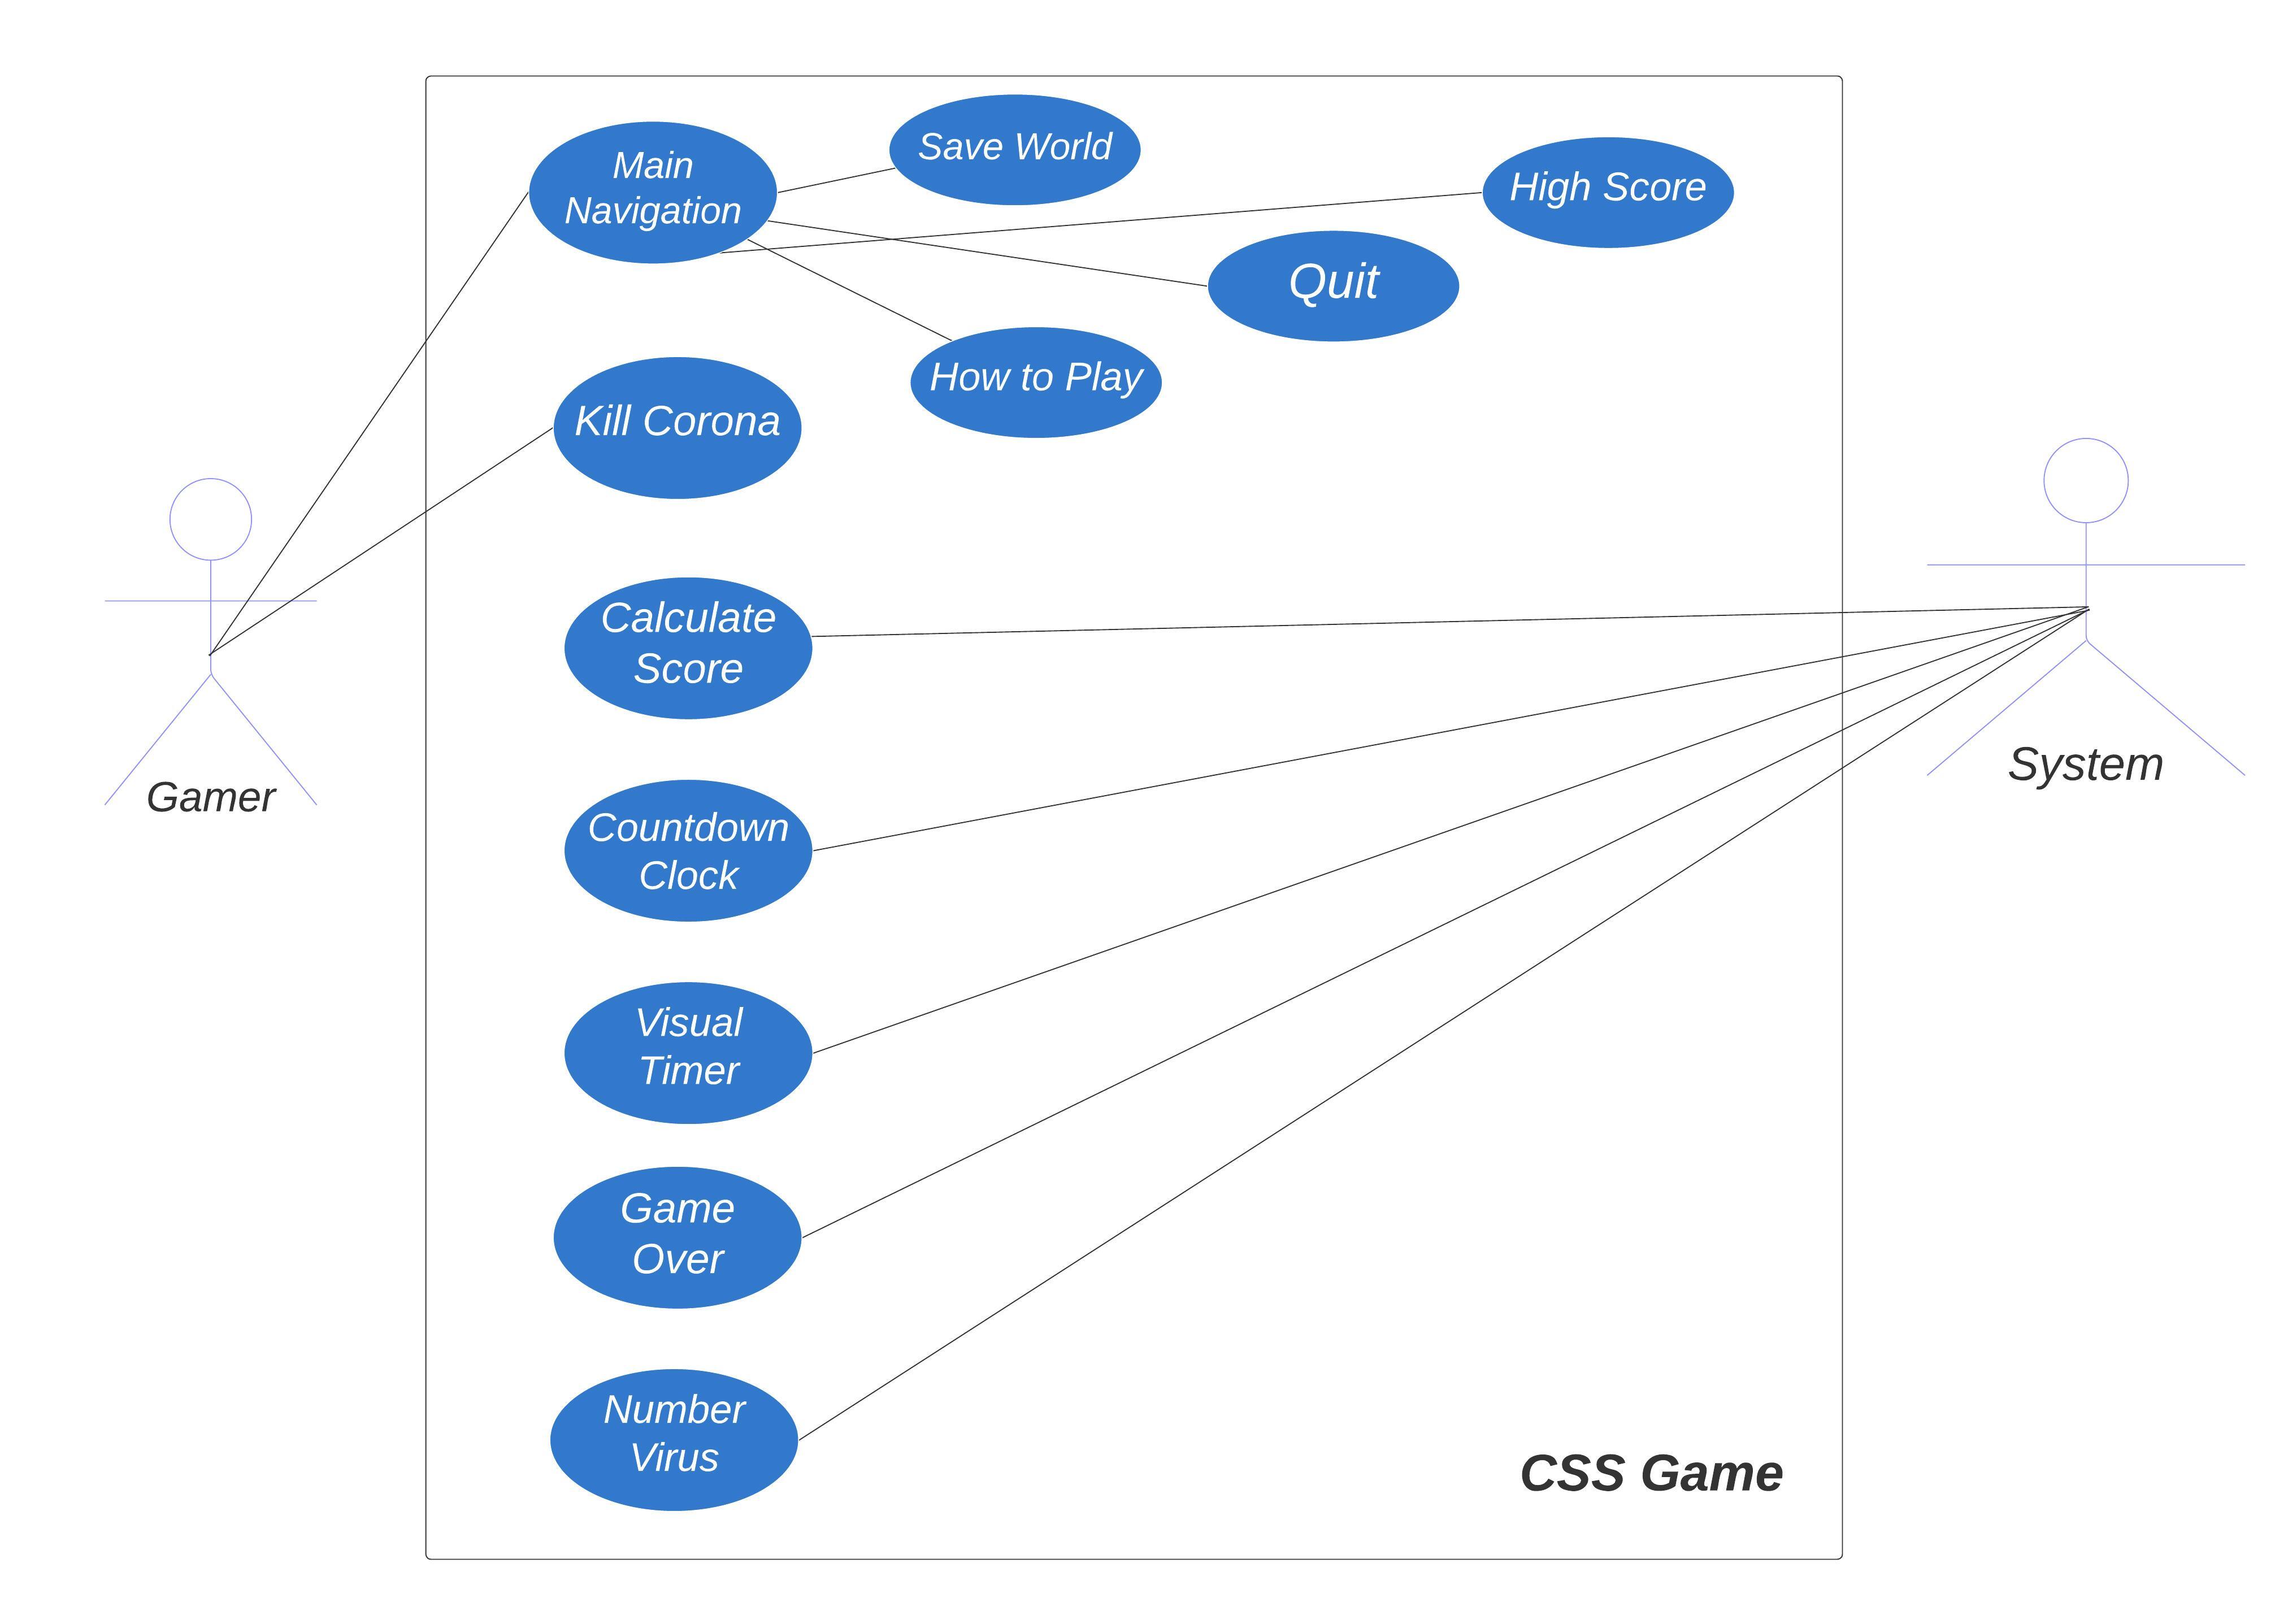 Main
Navigation
Save World
High Score
Quit
How to Play
Kill Corona
Calculate
Score
Gamer
System
Countdown
Clock
Visual
Timer
Game
Over
Number
Virus
CSS Game